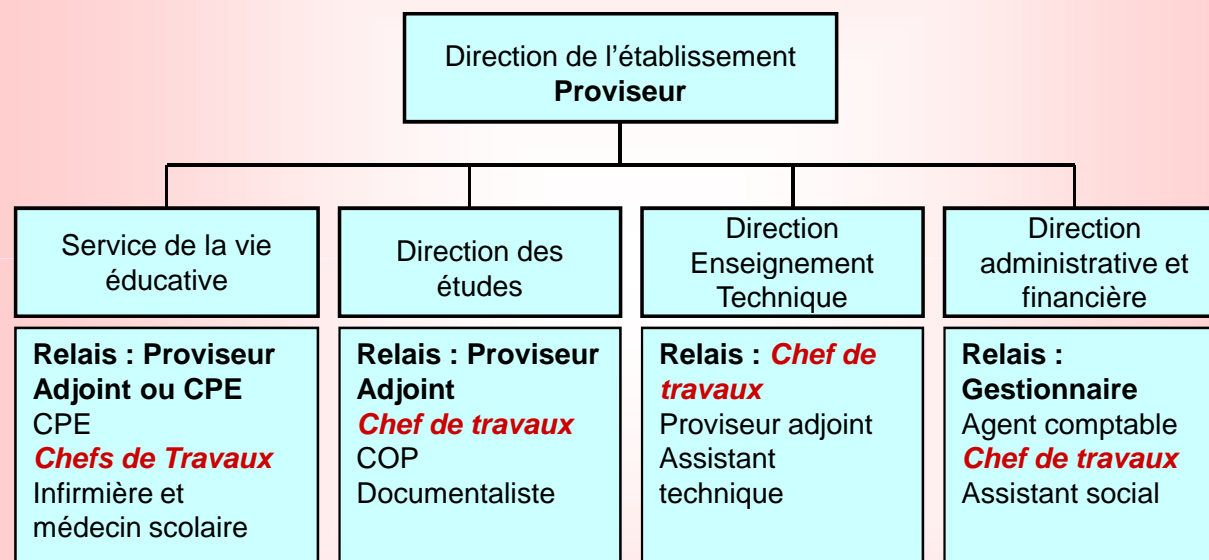 Direction de l’établissement
Proviseur
Service de la vie
éducative
Direction des
études
Direction
Enseignement
Technique
Direction
administrative et
financière
Relais : Proviseur
Adjoint ou CPE
CPE
Chefs de Travaux
Infirmière et
médecin scolaire
Relais : Proviseur
Adjoint
Chef de travaux
COP
Documentaliste
Relais : Chef de
travaux
Proviseur adjoint
Assistant
technique
Relais :
Gestionnaire
Agent comptable
Chef de travaux
Assistant social